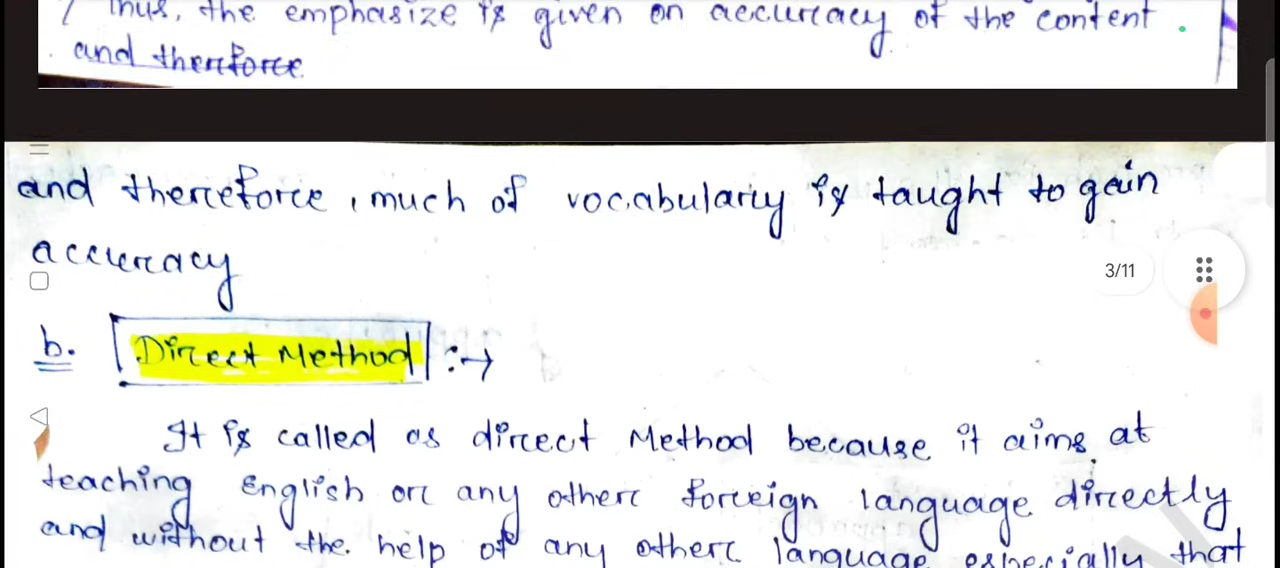 Thus, the emphasize is given on accuracy of the content.
and therefore
and therefore, much of vocabulary is taught to gain
accuracy
3/11
b. Direct Method :→
It is called as direct Method because it aims at
teaching English or any other foreign language directly
and without the help of any other language especially that